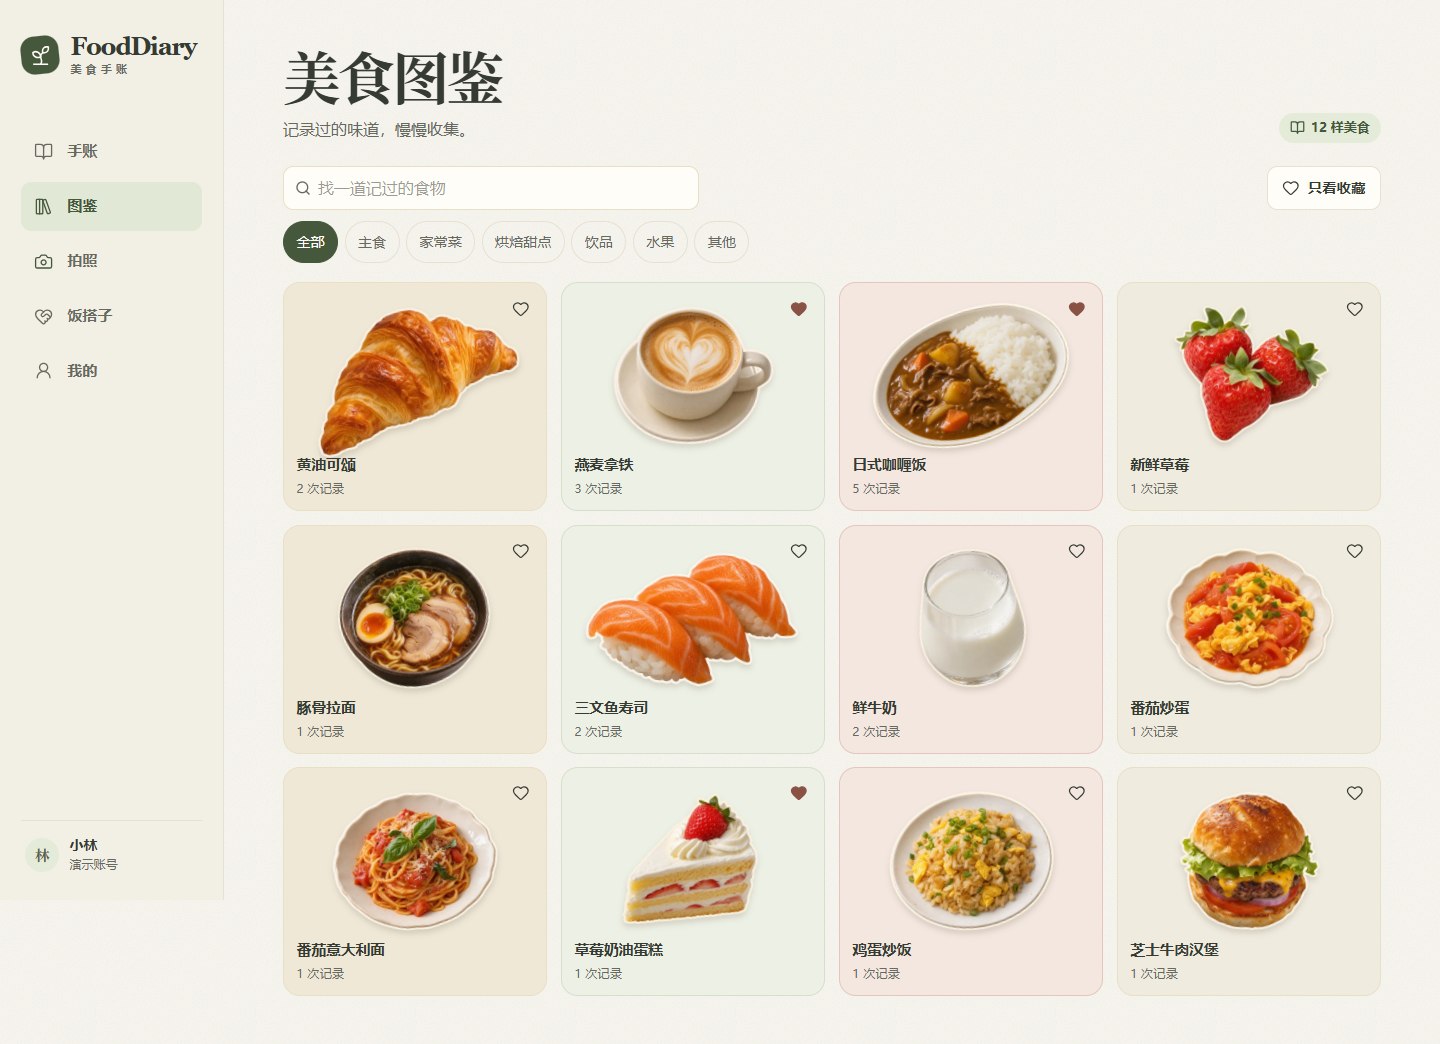 FoodDiary
美食手账
手账
图鉴
拍照
饭搭子
我的
林
小林
演示账号
美食图鉴
记录过的味道，慢慢收集。
12 样美食
找一道记过的食物
只看收藏
全部
主食
家常菜
烘焙甜点
饮品
水果
其他
黄油可颂
2 次记录
燕麦拿铁
3 次记录
日式咖喱饭
5 次记录
新鲜草莓
1 次记录
豚骨拉面
1 次记录
三文鱼寿司
2 次记录
鲜牛奶
2 次记录
番茄炒蛋
1 次记录
番茄意大利面
1 次记录
草莓奶油蛋糕
1 次记录
鸡蛋炒饭
1 次记录
芝士牛肉汉堡
1 次记录